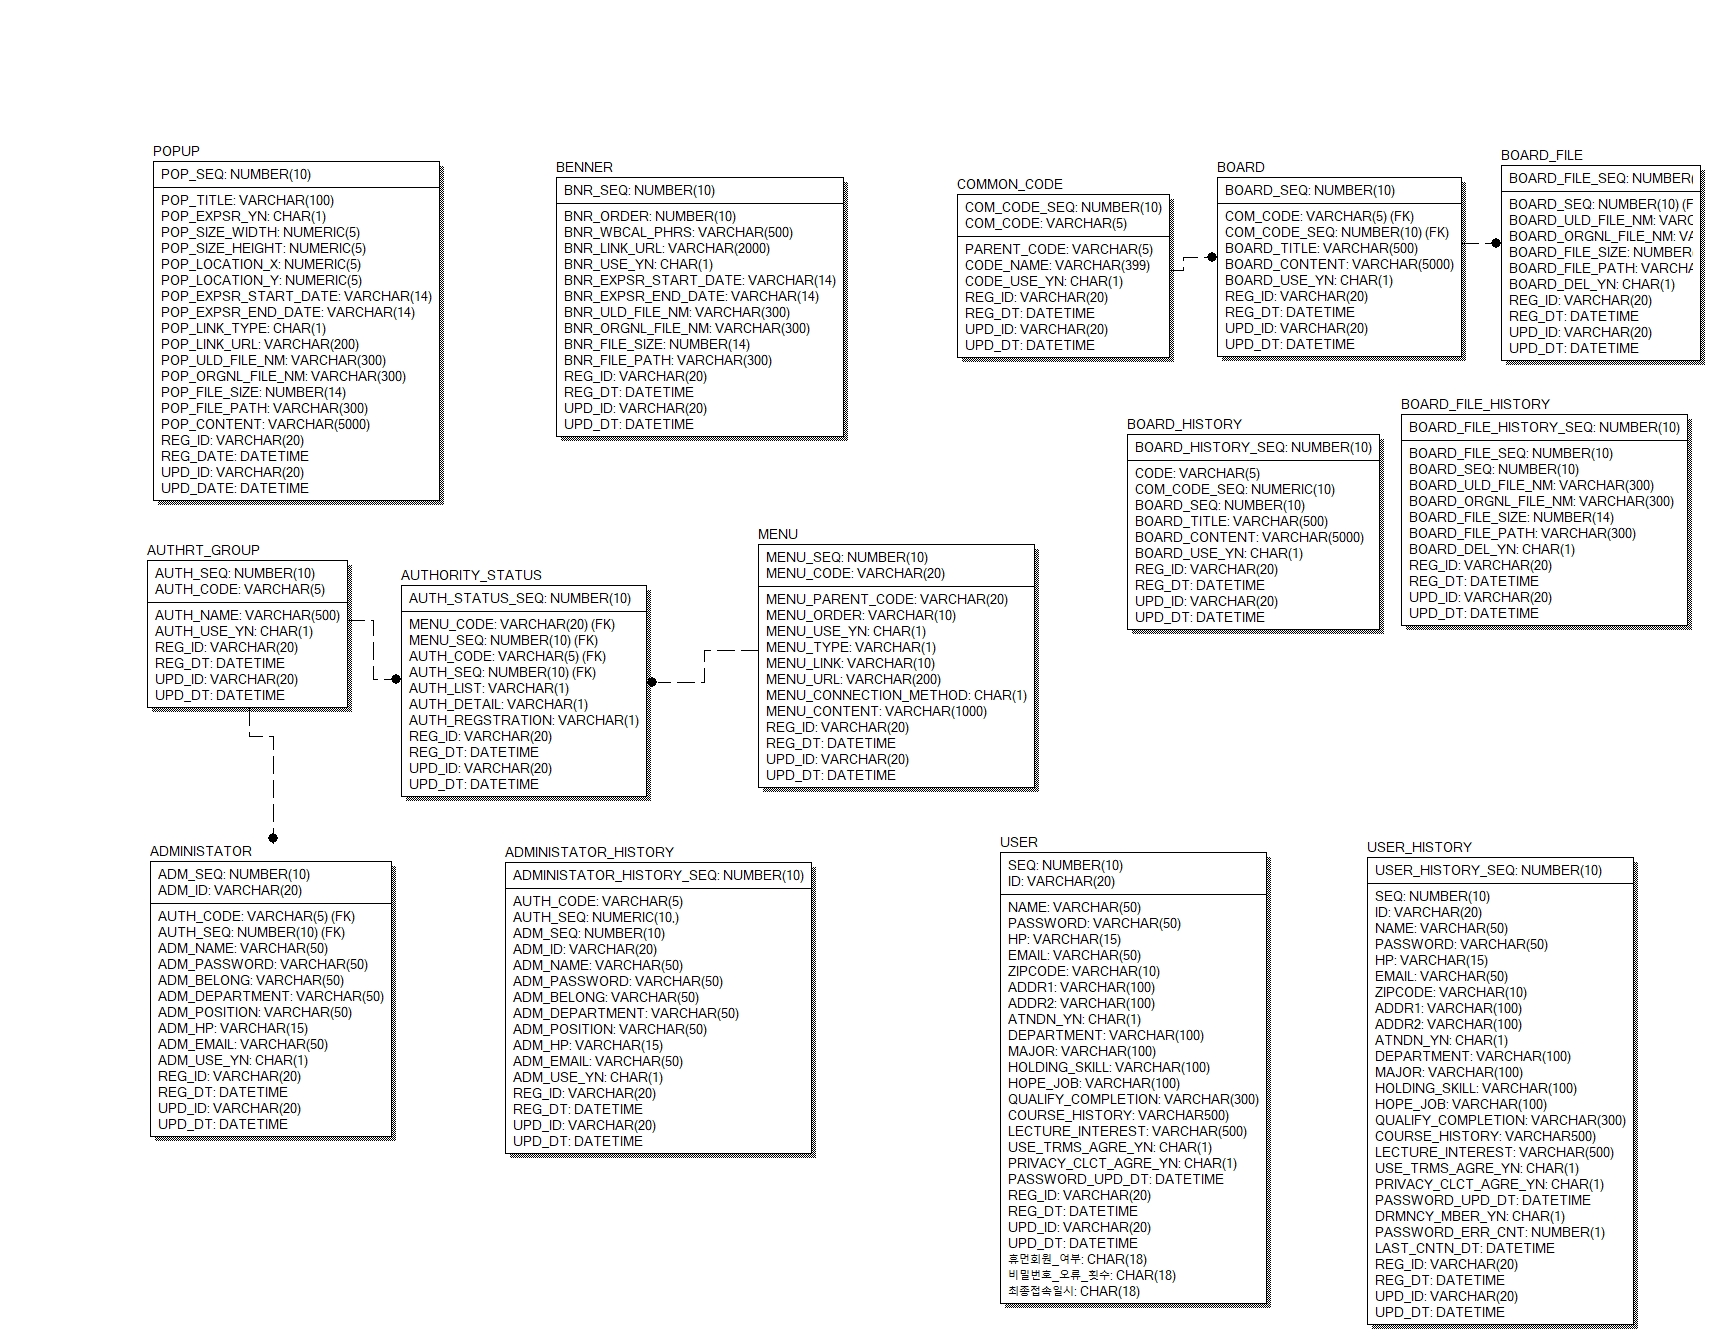 POPUP
POP_SEQ: NUMBER(10)
POP_TITLE: VARCHAR(100)
POP_EXPSR_YN: CHAR(1)
POP_SIZE_WIDTH: NUMERIC(5)
POP_SIZE_HEIGHT: NUMERIC(5)
POP_LOCATION_X: NUMERIC(5)
POP_LOCATION_Y: NUMERIC(5)
POP_EXPSR_START_DATE: VARCHAR(14)
POP_EXPSR_END_DATE: VARCHAR(14)
POP_LINK_TYPE: CHAR(1)
POP_LINK_URL: VARCHAR(200)
POP_ULD_FILE_NM: VARCHAR(300)
POP_ORGNL_FILE_NM: VARCHAR(300)
POP_FILE_SIZE: NUMBER(14)
POP_FILE_PATH: VARCHAR(300)
POP_CONTENT: VARCHAR(5000)
REG_ID: VARCHAR(20)
REG_DATE: DATETIME
UPD_ID: VARCHAR(20)
UPD_DATE: DATETIME
BENNER
BNR_SEQ: NUMBER(10)
BNR_ORDER: NUMBER(10)
BNR_WBCAL_PHRS: VARCHAR(500)
BNR_LINK_URL: VARCHAR(2000)
BNR_USE_YN: CHAR(1)
BNR_EXPSR_START_DATE: VARCHAR(14)
BNR_EXPSR_END_DATE: VARCHAR(14)
BNR_ULD_FILE_NM: VARCHAR(300)
BNR_ORGNL_FILE_NM: VARCHAR(300)
BNR_FILE_SIZE: NUMBER(14)
BNR_FILE_PATH: VARCHAR(300)
REG_ID: VARCHAR(20)
REG_DT: DATETIME
UPD_ID: VARCHAR(20)
UPD_DT: DATETIME
COMMON_CODE
COM_CODE_SEQ: NUMBER(10)
COM_CODE: VARCHAR(5)
PARENT_CODE: VARCHAR(5)
CODE_NAME: VARCHAR(399)
CODE_USE_YN: CHAR(1)
REG_ID: VARCHAR(20)
REG_DT: DATETIME
UPD_ID: VARCHAR(20)
UPD_DT: DATETIME
BOARD
BOARD_SEQ: NUMBER(10)
COM_CODE: VARCHAR(5) (FK)
COM_CODE_SEQ: NUMBER(10) (FK)
BOARD_TITLE: VARCHAR(500)
BOARD_CONTENT: VARCHAR(5000)
BOARD_USE_YN: CHAR(1)
REG_ID: VARCHAR(20)
REG_DT: DATETIME
UPD_ID: VARCHAR(20)
UPD_DT: DATETIME
BOARD_FILE
BOARD_FILE_SEQ: NUMBER(
BOARD_SEQ: NUMBER(10) (F
BOARD_ULD_FILE_NM: VARC
BOARD_ORGNL_FILE_NM: VA
BOARD_FILE_SIZE: NUMBER(
BOARD_FILE_PATH: VARCHA
BOARD_DEL_YN: CHAR(1)
REG_ID: VARCHAR(20)
REG_DT: DATETIME
UPD_ID: VARCHAR(20)
UPD_DT: DATETIME
BOARD_HISTORY
BOARD_HISTORY_SEQ: NUMBER(10)
CODE: VARCHAR(5)
COM_CODE_SEQ: NUMERIC(10)
BOARD_SEQ: NUMBER(10)
BOARD_TITLE: VARCHAR(500)
BOARD_CONTENT: VARCHAR(5000)
BOARD_USE_YN: CHAR(1)
REG_ID: VARCHAR(20)
REG_DT: DATETIME
UPD_ID: VARCHAR(20)
UPD_DT: DATETIME
BOARD_FILE_HISTORY
BOARD_FILE_HISTORY_SEQ: NUMBER(10)
BOARD_FILE_SEQ: NUMBER(10)
BOARD_SEQ: NUMBER(10)
BOARD_ULD_FILE_NM: VARCHAR(300)
BOARD_ORGNL_FILE_NM: VARCHAR(300)
BOARD_FILE_SIZE: NUMBER(14)
BOARD_FILE_PATH: VARCHAR(300)
BOARD_DEL_YN: CHAR(1)
REG_ID: VARCHAR(20)
REG_DT: DATETIME
UPD_ID: VARCHAR(20)
UPD_DT: DATETIME
AUTHRT_GROUP
AUTH_SEQ: NUMBER(10)
AUTH_CODE: VARCHAR(5)
AUTH_NAME: VARCHAR(500)
AUTH_USE_YN: CHAR(1)
REG_ID: VARCHAR(20)
REG_DT: DATETIME
UPD_ID: VARCHAR(20)
UPD_DT: DATETIME
AUTHORITY_STATUS
AUTH_STATUS_SEQ: NUMBER(10)
MENU_CODE: VARCHAR(20) (FK)
MENU_SEQ: NUMBER(10) (FK)
AUTH_CODE: VARCHAR(5) (FK)
AUTH_SEQ: NUMBER(10) (FK)
AUTH_LIST: VARCHAR(1)
AUTH_DETAIL: VARCHAR(1)
AUTH_REGSTRATION: VARCHAR(1)
REG_ID: VARCHAR(20)
REG_DT: DATETIME
UPD_ID: VARCHAR(20)
UPD_DT: DATETIME
MENU
MENU_SEQ: NUMBER(10)
MENU_CODE: VARCHAR(20)
MENU_PARENT_CODE: VARCHAR(20)
MENU_ORDER: VARCHAR(10)
MENU_USE_YN: CHAR(1)
MENU_TYPE: VARCHAR(1)
MENU_LINK: VARCHAR(10)
MENU_URL: VARCHAR(200)
MENU_CONNECTION_METHOD: CHAR(1)
MENU_CONTENT: VARCHAR(1000)
REG_ID: VARCHAR(20)
REG_DT: DATETIME
UPD_ID: VARCHAR(20)
UPD_DT: DATETIME
ADMINISTATOR
ADM_SEQ: NUMBER(10)
ADM_ID: VARCHAR(20)
AUTH_CODE: VARCHAR(5) (FK)
AUTH_SEQ: NUMBER(10) (FK)
ADM_NAME: VARCHAR(50)
ADM_PASSWORD: VARCHAR(50)
ADM_BELONG: VARCHAR(50)
ADM_DEPARTMENT: VARCHAR(50)
ADM_POSITION: VARCHAR(50)
ADM_HP: VARCHAR(15)
ADM_EMAIL: VARCHAR(50)
ADM_USE_YN: CHAR(1)
REG_ID: VARCHAR(20)
REG_DT: DATETIME
UPD_ID: VARCHAR(20)
UPD_DT: DATETIME
ADMINISTATOR_HISTORY
ADMINISTATOR_HISTORY_SEQ: NUMBER(10)
AUTH_CODE: VARCHAR(5)
AUTH_SEQ: NUMERIC(10,)
ADM_SEQ: NUMBER(10)
ADM_ID: VARCHAR(20)
ADM_NAME: VARCHAR(50)
ADM_PASSWORD: VARCHAR(50)
ADM_BELONG: VARCHAR(50)
ADM_DEPARTMENT: VARCHAR(50)
ADM_POSITION: VARCHAR(50)
ADM_HP: VARCHAR(15)
ADM_EMAIL: VARCHAR(50)
ADM_USE_YN: CHAR(1)
REG_ID: VARCHAR(20)
REG_DT: DATETIME
UPD_ID: VARCHAR(20)
UPD_DT: DATETIME
USER
SEQ: NUMBER(10)
ID: VARCHAR(20)
NAME: VARCHAR(50)
PASSWORD: VARCHAR(50)
HP: VARCHAR(15)
EMAIL: VARCHAR(50)
ZIPCODE: VARCHAR(10)
ADDR1: VARCHAR(100)
ADDR2: VARCHAR(100)
ATNDN_YN: CHAR(1)
DEPARTMENT: VARCHAR(100)
MAJOR: VARCHAR(100)
HOLDING_SKILL: VARCHAR(100)
HOPE_JOB: VARCHAR(100)
QUALIFY_COMPLETION: VARCHAR(300)
COURSE_HISTORY: VARCHAR500)
LECTURE_INTEREST: VARCHAR(500)
USE_TRMS_AGRE_YN: CHAR(1)
PRIVACY_CLCT_AGRE_YN: CHAR(1)
PASSWORD_UPD_DT: DATETIME
REG_ID: VARCHAR(20)
REG_DT: DATETIME
UPD_ID: VARCHAR(20)
UPD_DT: DATETIME
휴먼회원_여부: CHAR(18)
비밀번호_오류_횟수: CHAR(18)
최종접속일시: CHAR(18)
USER_HISTORY
USER_HISTORY_SEQ: NUMBER(10)
SEQ: NUMBER(10)
ID: VARCHAR(20)
NAME: VARCHAR(50)
PASSWORD: VARCHAR(50)
HP: VARCHAR(15)
EMAIL: VARCHAR(50)
ZIPCODE: VARCHAR(10)
ADDR1: VARCHAR(100)
ADDR2: VARCHAR(100)
ATNDN_YN: CHAR(1)
DEPARTMENT: VARCHAR(100)
MAJOR: VARCHAR(100)
HOLDING_SKILL: VARCHAR(100)
HOPE_JOB: VARCHAR(100)
QUALIFY_COMPLETION: VARCHAR(300)
COURSE_HISTORY: VARCHAR500)
LECTURE_INTEREST: VARCHAR(500)
USE_TRMS_AGRE_YN: CHAR(1)
PRIVACY_CLCT_AGRE_YN: CHAR(1)
PASSWORD_UPD_DT: DATETIME
DRMNCY_MBER_YN: CHAR(1)
PASSWORD_ERR_CNT: NUMBER(1)
LAST_CNTN_DT: DATETIME
REG_ID: VARCHAR(20)
REG_DT: DATETIME
UPD_ID: VARCHAR(20)
UPD_DT: DATETIME